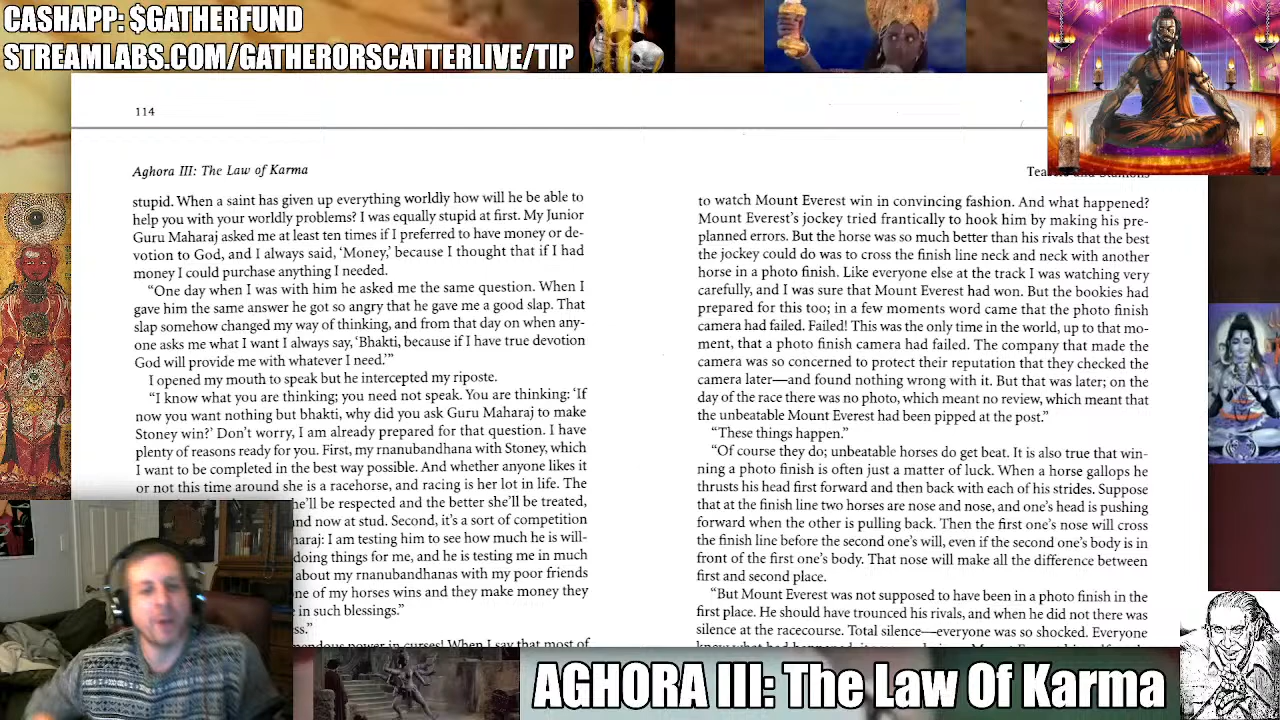 CASHAPP: $GATHERFUND
STREAMLABS.COM/GATHERORSCATTERLIVE/TIP
114
Aghora III: The Law of Karma
stupid. When a saint has given up everything worldly how will he be able to
help you with your worldly problems? I was equally stupid at first. My Junior
Guru Maharaj asked me at least ten times if I preferred to have money or de-
votion to God, and I always said, ‘Money,’ because I thought that if I had
money I could purchase anything I needed.
“One day when I was with him he asked me the same question. When I
gave him the same answer he got so angry that he gave me a good slap. That
slap somehow changed my way of thinking, and from that day on when any-
one asks me what I want I always say, ‘Bhakti, because if I have true devotion
God will provide me with whatever I need.’”
I opened my mouth to speak but he intercepted my riposte.
“I know what you are thinking; you need not speak. You are thinking: ‘If
now you want nothing but bhakti, why did you ask Guru Maharaj to make
Stoney win?’ Don’t worry, I am already prepared for that question. I have
plenty of reasons ready for you. First, my rnanubandhana with Stoney, which
I want to be completed in the best way possible. And whether anyone likes it
or not this time around she is a racehorse, and racing is her lot in life. The
he’ll be respected and the better she’ll be treated,
nd now at stud. Second, it’s a sort of competition
haraj: I am testing him to see how much he is will-
doing things for me, and he is testing me in much
about my rnanubandhanas with my poor friends
ne of my horses wins and they make money they
e in such blessings.”
ss.”
mendous power in curses! When I say that most of
to watch Mount Everest win in convincing fashion. And what happened?
Mount Everest’s jockey tried frantically to hook him by making his pre-
planned errors. But the horse was so much better than his rivals that the best
the jockey could do was to cross the finish line neck and neck with another
horse in a photo finish. Like everyone else at the track I was watching very
carefully, and I was sure that Mount Everest had won. But the bookies had
prepared for this too; in a few moments word came that the photo finish
camera had failed. Failed! This was the only time in the world, up to that mo-
ment, that a photo finish camera had failed. The company that made the
camera was so concerned to protect their reputation that they checked the
camera later—and found nothing wrong with it. But that was later; on the
day of the race there was no photo, which meant no review, which meant that
the unbeatable Mount Everest had been pipped at the post.”
“These things happen.”
“Of course they do; unbeatable horses do get beat. It is also true that win-
ning a photo finish is often just a matter of luck. When a horse gallops he
thrusts his head first forward and then back with each of his strides. Suppose
that at the finish line two horses are nose and nose, and one’s head is pushing
forward when the other is pulling back. Then the first one’s nose will cross
the finish line before the second one’s will, even if the second one’s body is in
front of the first one’s body. That nose will make all the difference between
first and second place.
“But Mount Everest was not supposed to have been in a photo finish in the
first place. He should have trounced his rivals, and when he did not there was
silence at the racecourse. Total silence—everyone was so shocked. Everyone
AGHORA III: The Law Of Karma